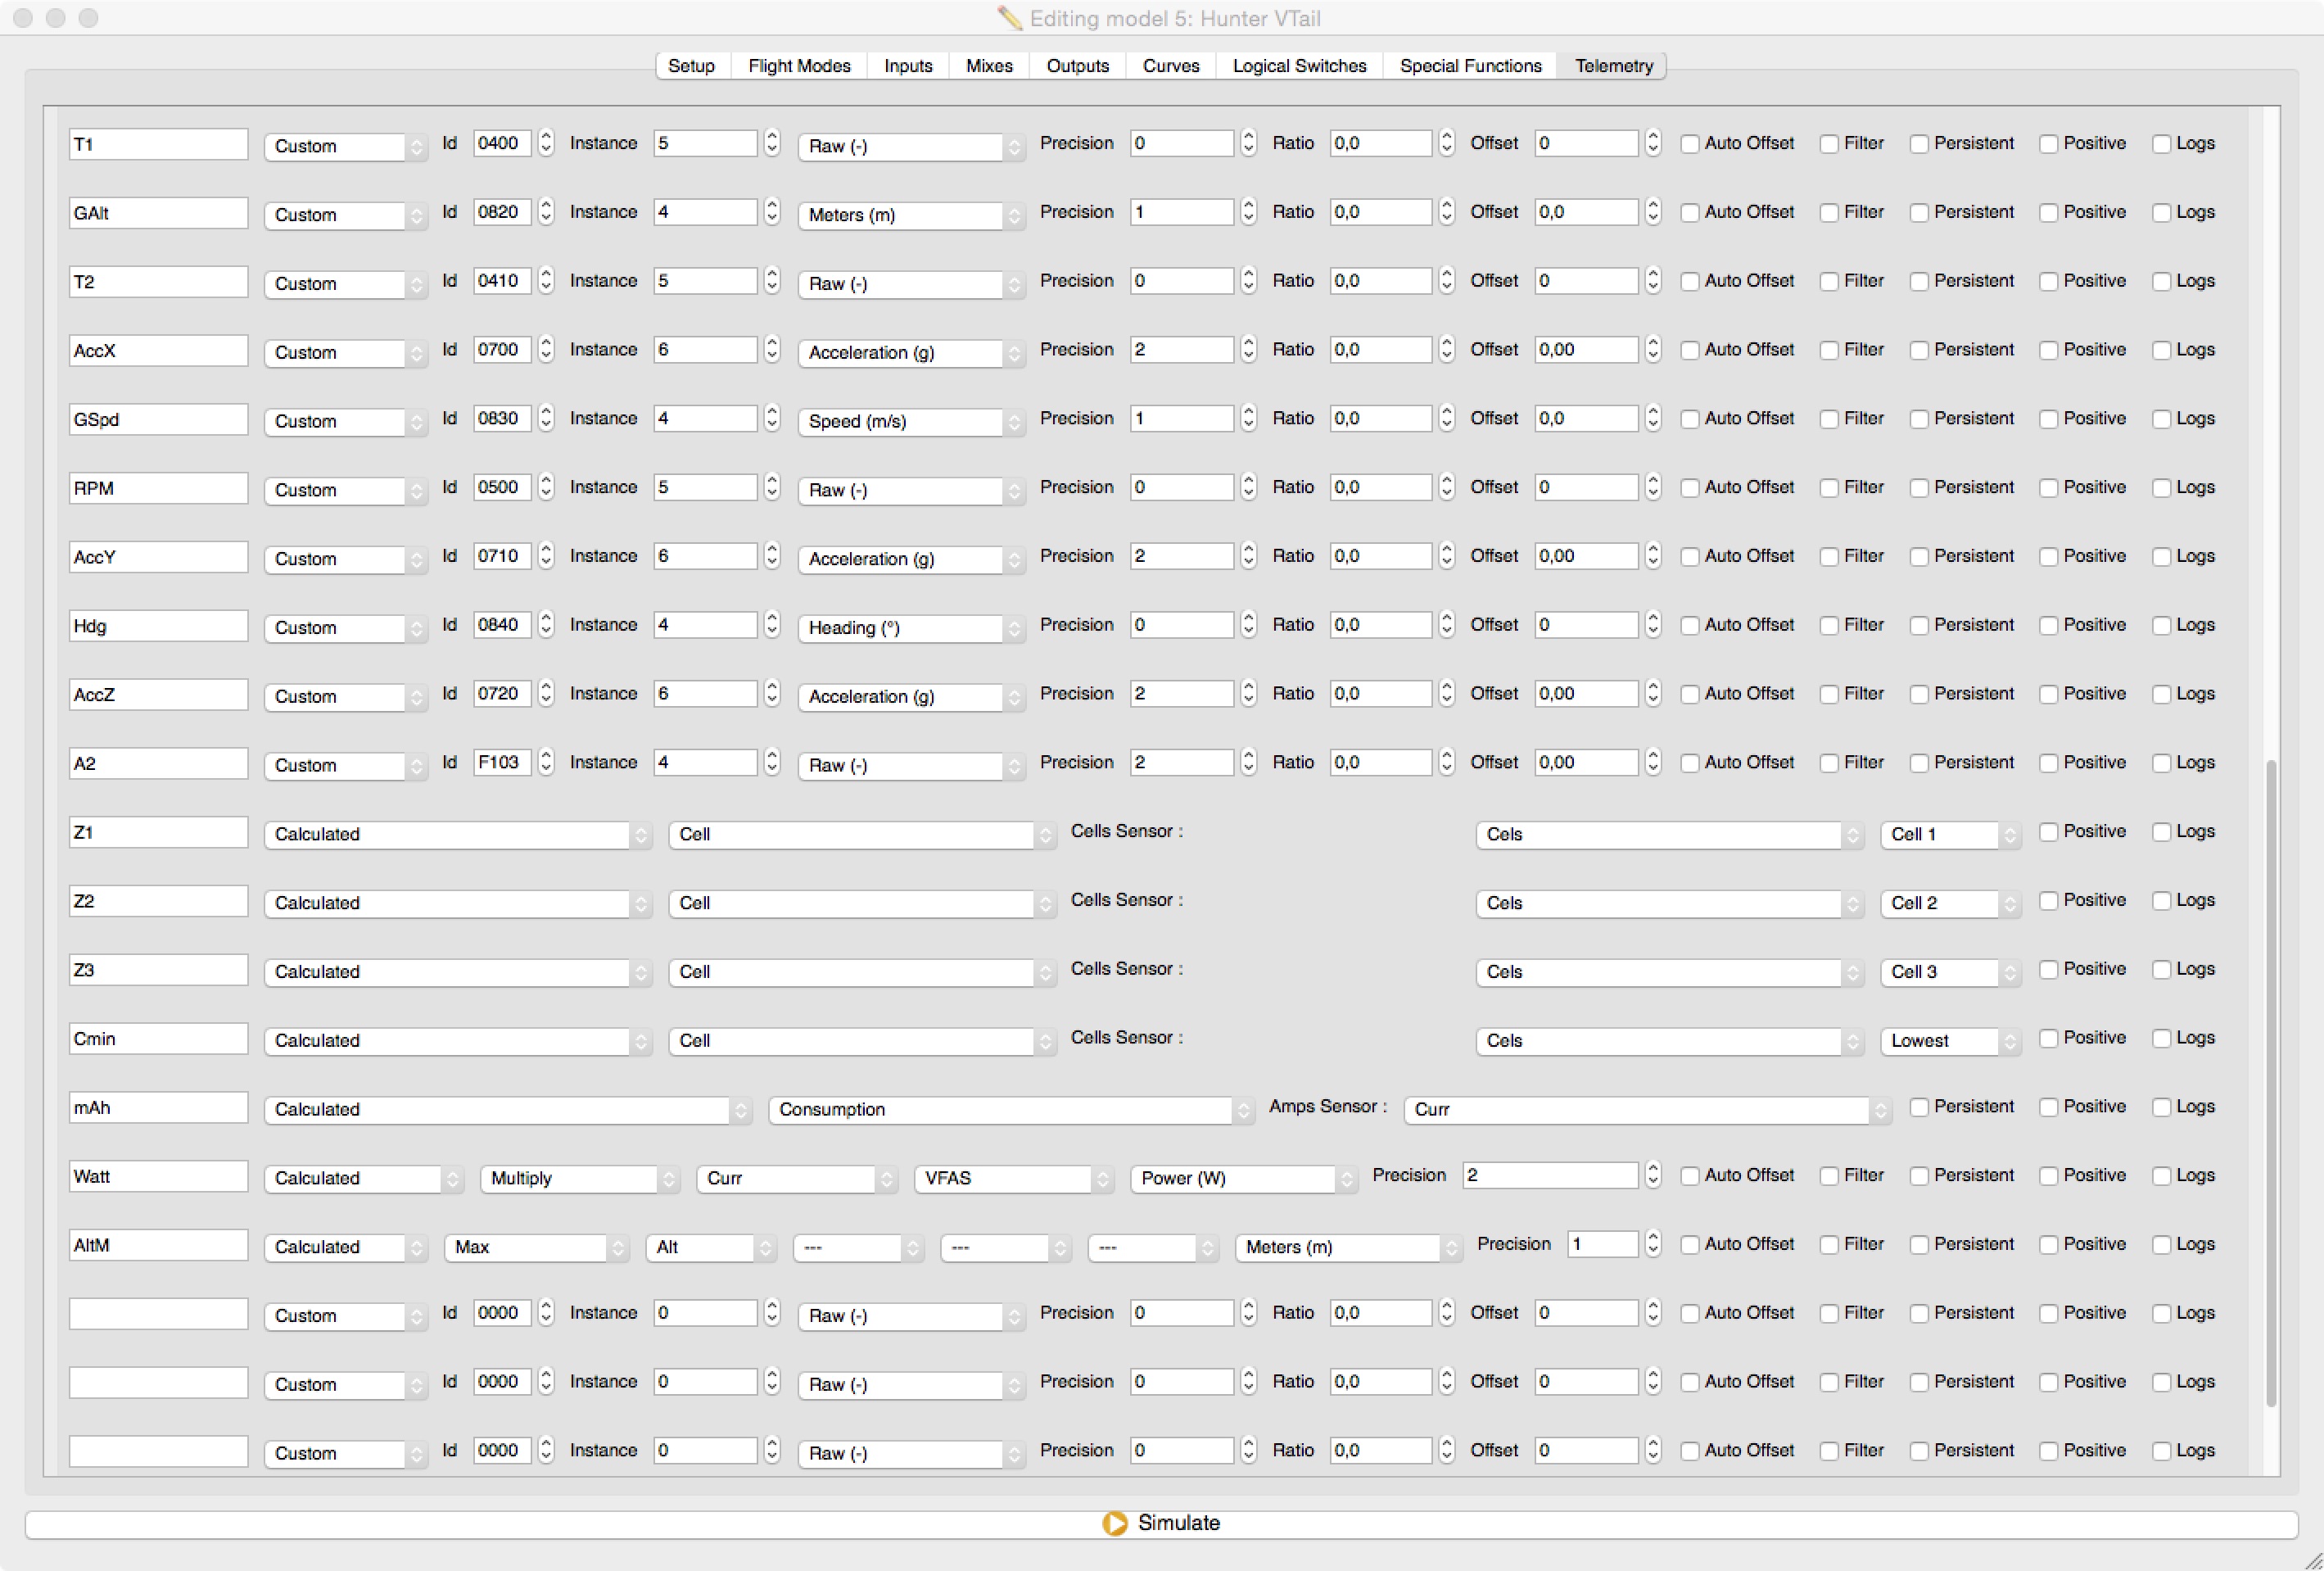 Editing model 5: Hunter VTail
Setup Flight Modes Inputs Mixes Outputs Curves Logical Switches Special Functions Telemetry
T1 Custom Id 0400 Instance 5 Raw (-) Precision 0 Ratio 0,0 Offset 0 Auto Offset Filter Persistent Positive Logs
GAlt Custom Id 0820 Instance 4 Meters (m) Precision 1 Ratio 0,0 Offset 0,0 Auto Offset Filter Persistent Positive Logs
T2 Custom Id 0410 Instance 5 Raw (-) Precision 0 Ratio 0,0 Offset 0 Auto Offset Filter Persistent Positive Logs
AccX Custom Id 0700 Instance 6 Acceleration (g) Precision 2 Ratio 0,0 Offset 0,00 Auto Offset Filter Persistent Positive Logs
GSpd Custom Id 0830 Instance 4 Speed (m/s) Precision 1 Ratio 0,0 Offset 0,0 Auto Offset Filter Persistent Positive Logs
RPM Custom Id 0500 Instance 5 Raw (-) Precision 0 Ratio 0,0 Offset 0 Auto Offset Filter Persistent Positive Logs
AccY Custom Id 0710 Instance 6 Acceleration (g) Precision 2 Ratio 0,0 Offset 0,00 Auto Offset Filter Persistent Positive Logs
Hdg Custom Id 0840 Instance 4 Heading (°) Precision 0 Ratio 0,0 Offset 0 Auto Offset Filter Persistent Positive Logs
AccZ Custom Id 0720 Instance 6 Acceleration (g) Precision 2 Ratio 0,0 Offset 0,00 Auto Offset Filter Persistent Positive Logs
A2 Custom Id F103 Instance 4 Raw (-) Precision 2 Ratio 0,0 Offset 0,00 Auto Offset Filter Persistent Positive Logs
Z1 Calculated Cell Cells Sensor : Cels Cell 1 Positive Logs
Z2 Calculated Cell Cells Sensor : Cels Cell 2 Positive Logs
Z3 Calculated Cell Cells Sensor : Cels Cell 3 Positive Logs
Cmin Calculated Cell Cells Sensor : Cels Lowest Positive Logs
mAh Calculated Consumption Amps Sensor : Curr Persistent Positive Logs
Watt Calculated Multiply Curr VFAS Power (W) Precision 2 Auto Offset Filter Persistent Positive Logs
AltM Calculated Max Alt --- --- --- Meters (m) Precision 1 Auto Offset Filter Persistent Positive Logs
Custom Id 0000 Instance 0 Raw (-) Precision 0 Ratio 0,0 Offset 0 Auto Offset Filter Persistent Positive Logs
Custom Id 0000 Instance 0 Raw (-) Precision 0 Ratio 0,0 Offset 0 Auto Offset Filter Persistent Positive Logs
Custom Id 0000 Instance 0 Raw (-) Precision 0 Ratio 0,0 Offset 0 Auto Offset Filter Persistent Positive Logs
Simulate